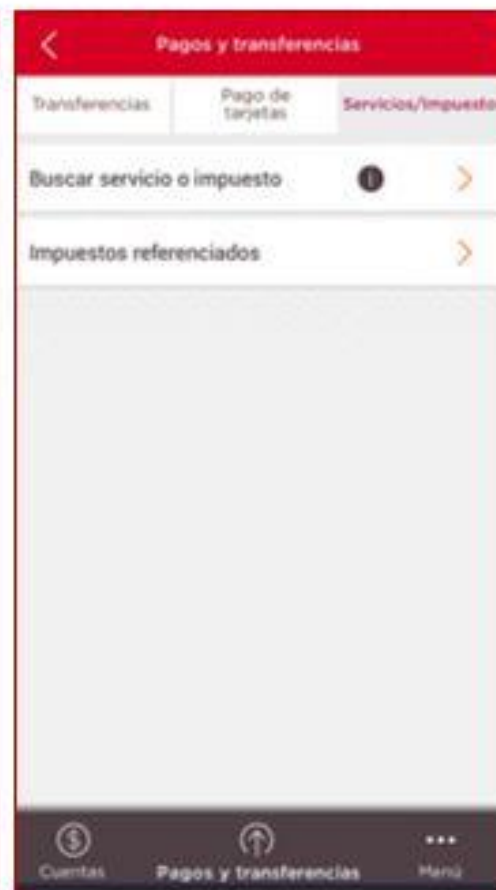 Pagos y transferencias
Transferencias
Pago de
tarjetas
Servicios/Impuesto
Buscar servicio o impuesto
Impuestos referenciados
Cuentas
Pagos y transferencias
Menú